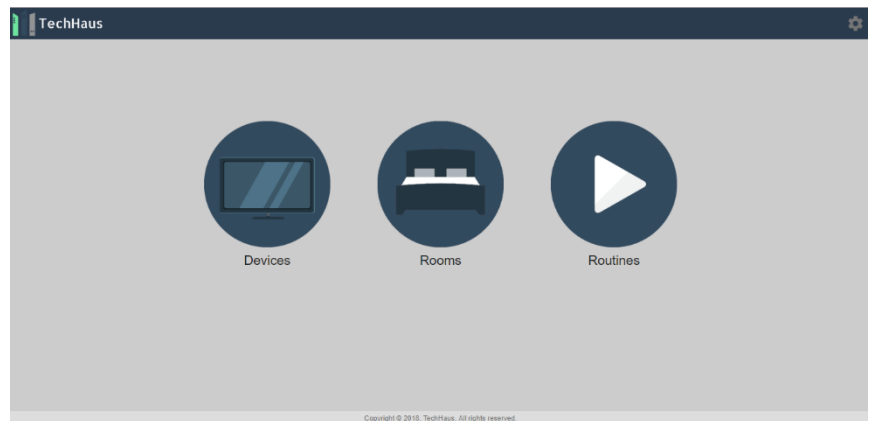 TechHaus
Devices
Rooms
Routines
Copyright © 2018. TechHaus. All rights reserved.